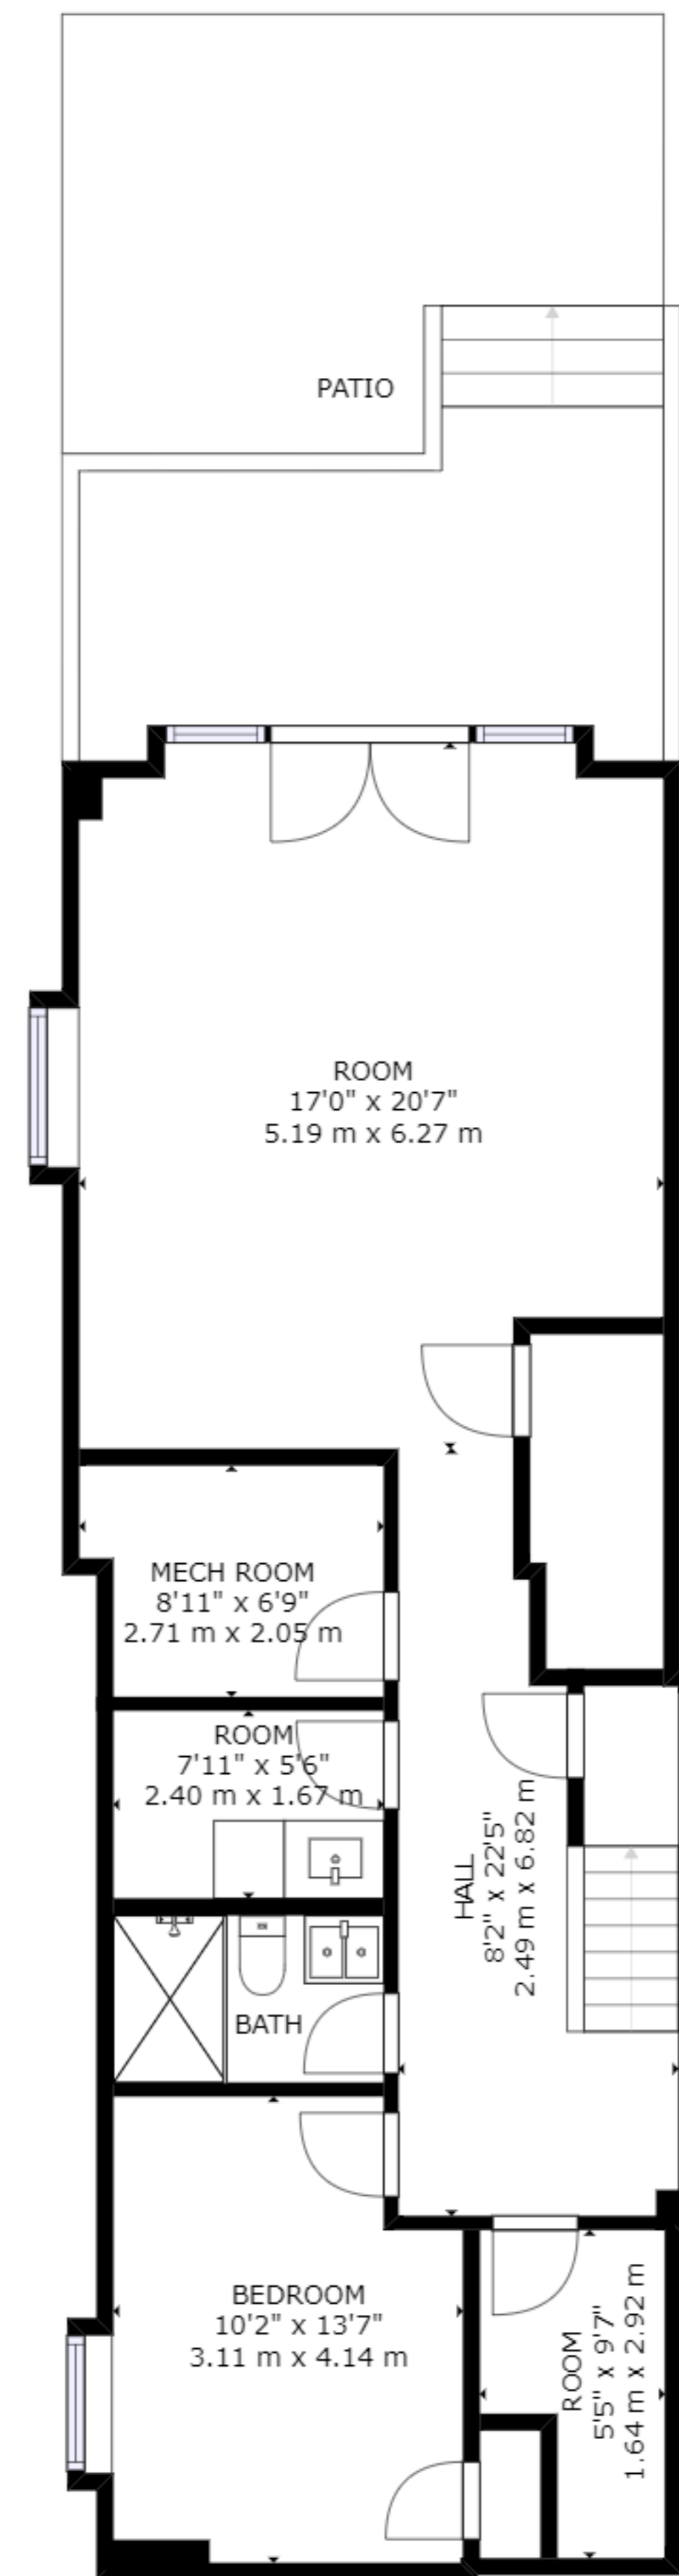 PATIO
ROOM
17'0" x 20'7"
5.19 m x 6.27 m
MECH ROOM
8'11" x 6'9"
2.71 m x 2.05 m
ROOM
7'11" x 5'6"
2.40 m x 1.67 m
HALL
8'2" x 22'5"
2.49 m x 6.82 m
BATH
BEDROOM
10'2" x 13'7"
3.11 m x 4.14 m
ROOM
5'5" x 9'7"
1.64 m x 2.92 m